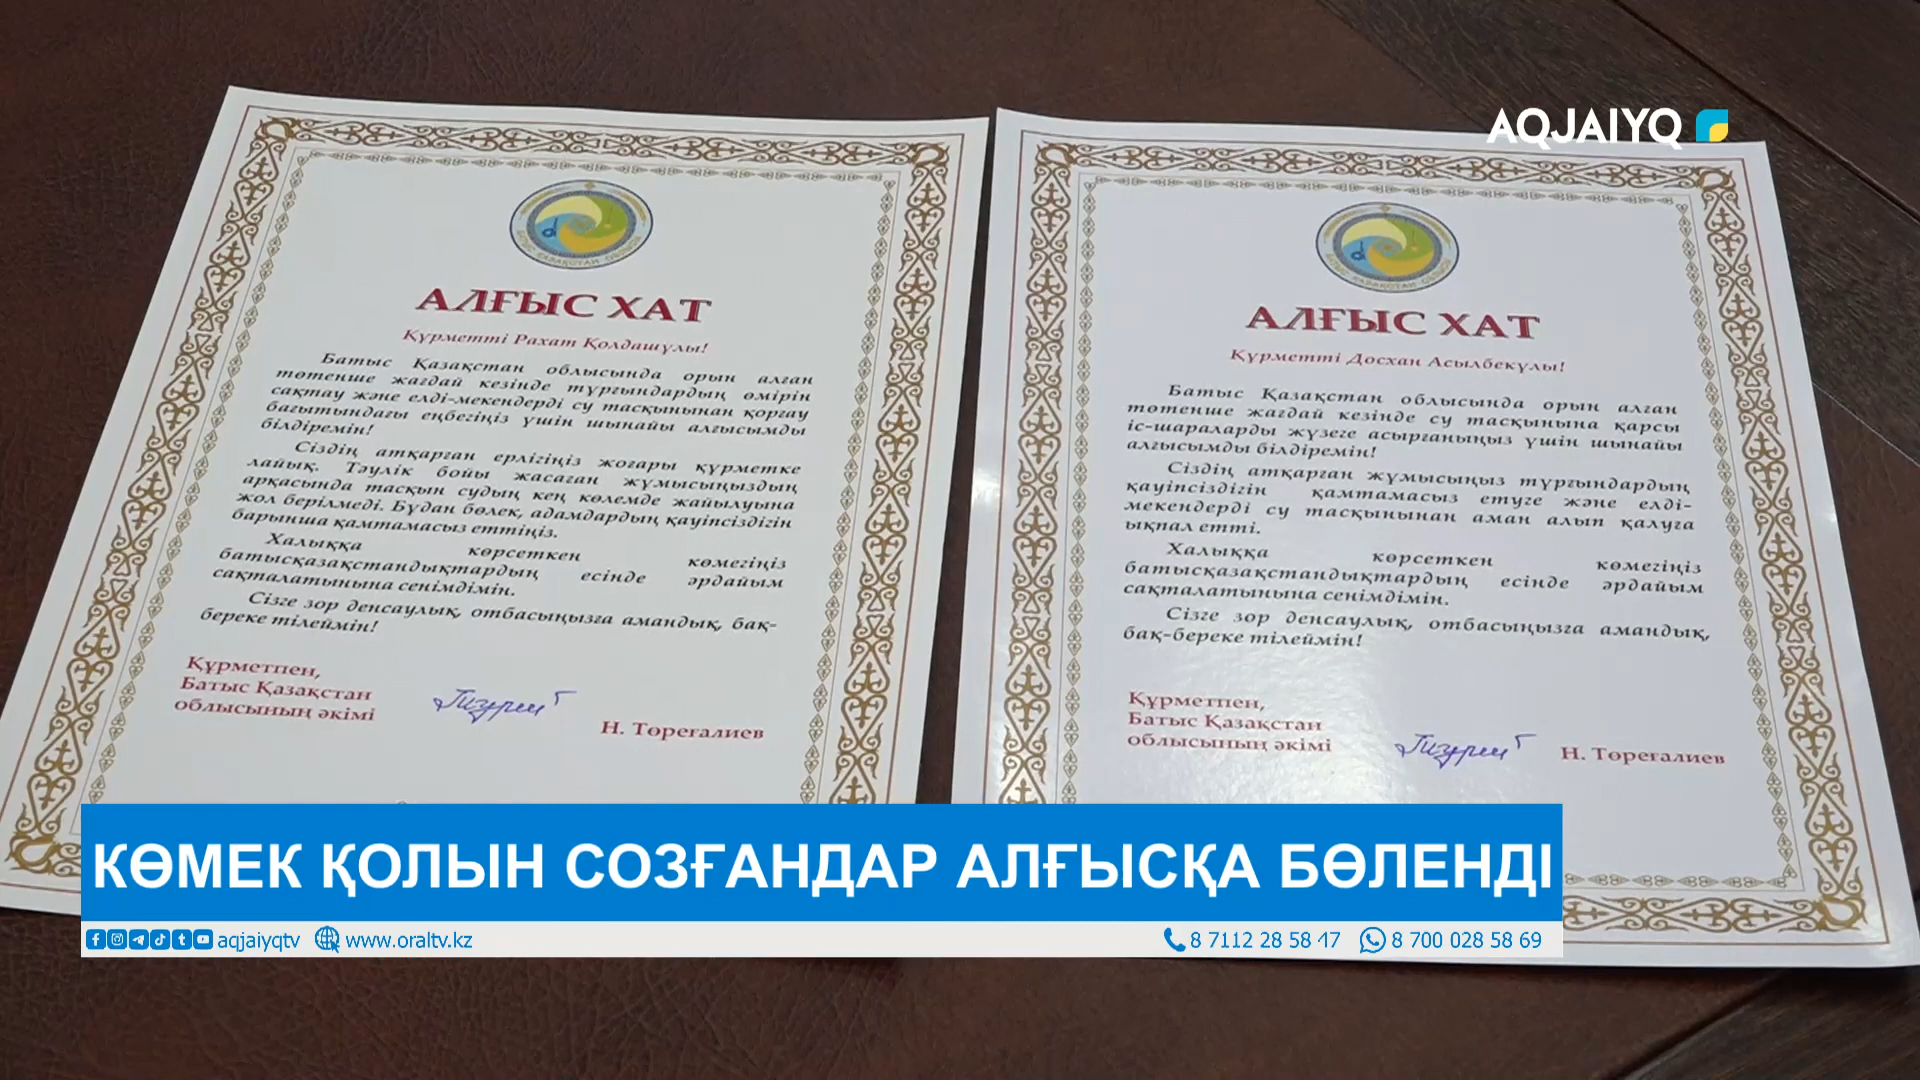 AQJAIYQ
БАТЫС ҚАЗАҚСТАН ОБЛЫСЫ
АЛҒЫС ХАТ
Құрметті Рахат Қолдашұлы!
Батыс Қазақстан облысында орын алған
төтенше жағдай кезінде тұрғындардың өмірін
сақтау және елді-мекендерді су тасқынынан қорғау
бағытындағы еңбегіңіз үшін шынайы алғысымды
білдіремін!
Сіздің атқарған ерлігіңіз жоғары құрметке
лайық. Тәулік бойы жасаған жұмысыңыздың
арқасында тасқын судың кең көлемде жайылуына
жол берілмеді. Бұдан бөлек, адамдардың қауіпсіздігін
барынша қамтамасыз еттіңіз.
Халыққа көрсеткен көмегіңіз
батысқазақстандықтардың есінде әрдайым
сақталатынына сенімдімін.
Сізге зор денсаулық, отбасыңызға амандық, бақ-
береке тілеймін!
Құрметпен,
Батыс Қазақстан
облысының әкімі
Н. Төреғалиев
БАТЫС ҚАЗАҚСТАН ОБЛЫСЫ
АЛҒЫС ХАТ
Құрметті Досхан Асылбекұлы!
Батыс Қазақстан облысында орын алған
төтенше жағдай кезінде су тасқынына қарсы
іс-шараларды жүзеге асырғаныңыз үшін шынайы
алғысымды білдіремін!
Сіздің атқарған жұмысыңыз тұрғындардың
қауіпсіздігін қамтамасыз етуге және елді-
мекендерді су тасқынынан аман алып қалуға
ықпал етті.
Халыққа көрсеткен көмегіңіз
батысқазақстандықтардың есінде әрдайым
сақталатынына сенімдімін.
Сізге зор денсаулық, отбасыңызға амандық,
бақ-береке тілеймін!
Құрметпен,
Батыс Қазақстан
облысының әкімі
Н. Төреғалиев
КӨМЕК ҚОЛЫН СОЗҒАНДАР АЛҒЫСҚА БӨЛЕНДІ
aqjaiyqtv www.oraltv.kz 8 7112 28 58 17 8 700 028 58 69